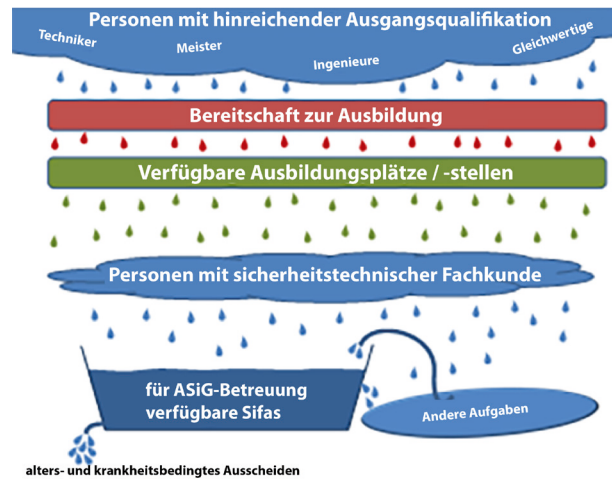 Personen mit hinreichender Ausgangsqualifikation
Techniker
Meister
Ingenieure
Gleichwertige
Bereitschaft zur Ausbildung
Verfügbare Ausbildungsplätze / -stellen
Personen mit sicherheitstechnischer Fachkunde
für ASiG-Betreuung
verfügbare Sifas
Andere Aufgaben
alters- und krankheitsbedingtes Ausscheiden